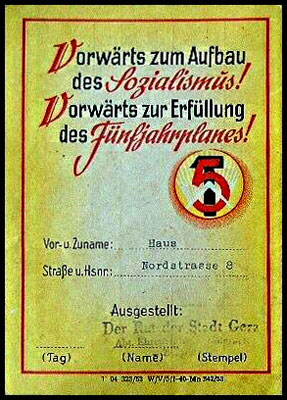 Vorwärts zum Aufbau
des Sozialismus!
Vorwärts zur Erfüllung
des Fünfjahrplanes!
5
Vor- u. Zuname: Haus
Straße u. Hsnr.: Nordstrasse 8
Ausgestellt:
Der Rat der Stadt Gera
(Tag) (Name) (Stempel)